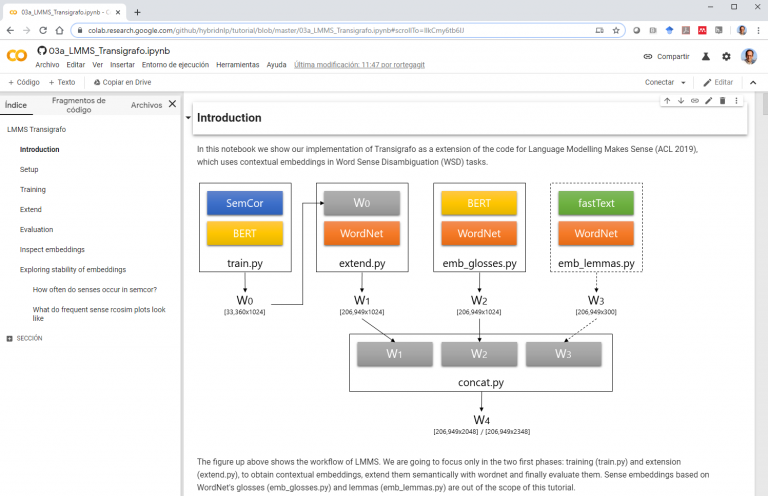 03a_LMMS_Transigrafo.ipynb - C
colab.research.google.com/github/hybridnlp/tutorial/blob/master/03a_LMMS_Transigrafo.ipynb#scrollTo=IlkCmy6tb6IJ
03a_LMMS_Transigrafo.ipynb
Archivo Editar Ver Insertar Entorno de ejecución Herramientas Ayuda Última modificación: 11:47 por rortegagit
Compartir
+ Código + Texto Copiar en Drive
Conectar Editar
Índice Fragmentos de código Archivos
LMMS Transigrafo
Introduction
Setup
Training
Extend
Evaluation
Inspect embeddings
Exploring stability of embeddings
How often do senses occur in semcor?
What do frequent sense rcosim plots look
like
SECCIÓN
Introduction
In this notebook we show our implementation of Transigrafo as a extension of the code for Language Modelling Makes Sense (ACL 2019),
which uses contextual embeddings in Word Sense Disambiguation (WSD) tasks.
SemCor W0 BERT fastText
BERT WordNet WordNet WordNet
train.py extend.py emb_glosses.py emb_lemmas.py
W0 W1 W2 W3
[33,360x1024] [206,949x1024] [206,949x1024] [206,949x300]
W1 W2 W3
concat.py
W4
[206,949x2048] / [206,949x2348]
The figure up above shows the workflow of LMMS. We are going to focus only in the two first phases: training (train.py) and extension
(extend.py), to obtain contextual embeddings, extend them semantically with wordnet and finally evaluate them. Sense embeddings based on
WordNet's glosses (emb_glosses.py) and lemmas (emb_lemmas.py) are out of the scope of this tutorial.